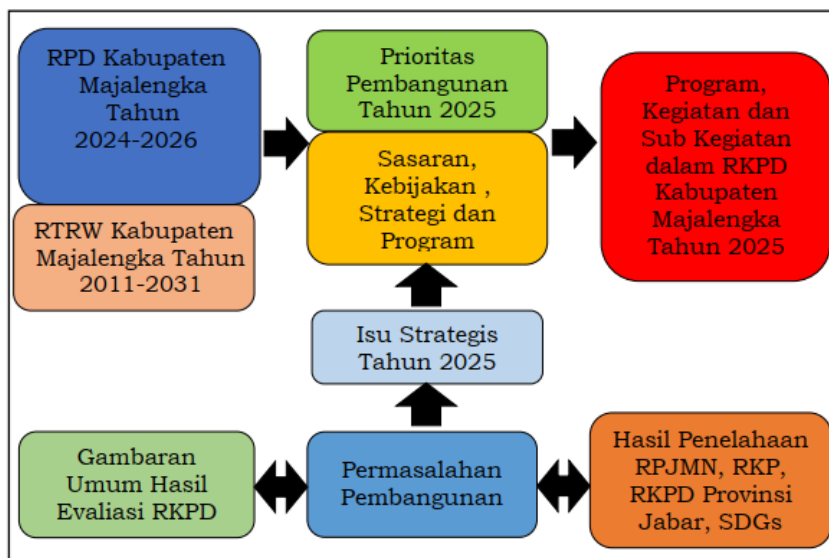 RPD Kabupaten
Majalengka
Tahun
2024-2026
RTRW Kabupaten
Majalengka Tahun
2011-2031
Prioritas
Pembangunan
Tahun 2025
Sasaran,
Kebijakan ,
Strategi dan
Program
Program,
Kegiatan dan
Sub Kegiatan
dalam RKPD
Kabupaten
Majalengka
Tahun 2025
Isu Strategis
Tahun 2025
Gambaran
Umum Hasil
Evaluasi RKPD
Permasalahan
Pembangunan
Hasil Penelahaan
RPJMN, RKP,
RKPD Provinsi
Jabar, SDGs